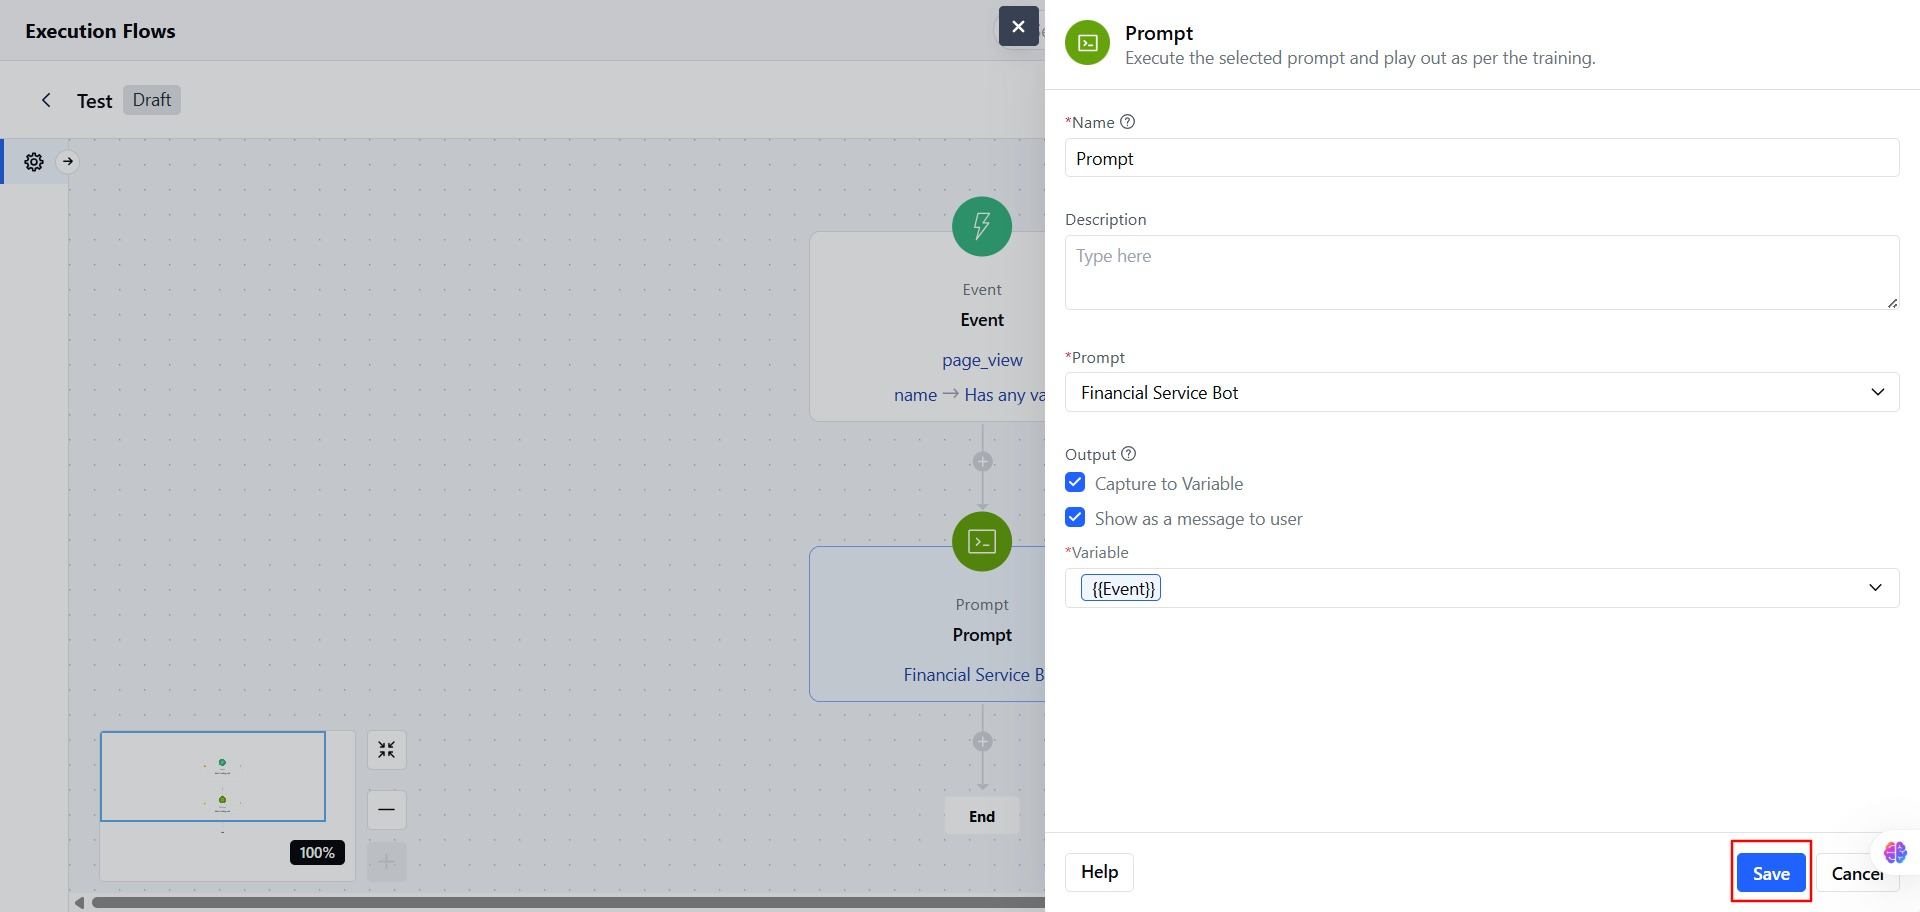 Execution Flows
Test
Draft
Event
Event
page_view
name → Has any va
Prompt
Prompt
Financial Service B
End
100%
Prompt
Execute the selected prompt and play out as per the training.
*Name
Prompt
Description
Type here
*Prompt
Financial Service Bot
Output
Capture to Variable
Show as a message to user
*Variable
{{Event}}
Help
Save
Cancel